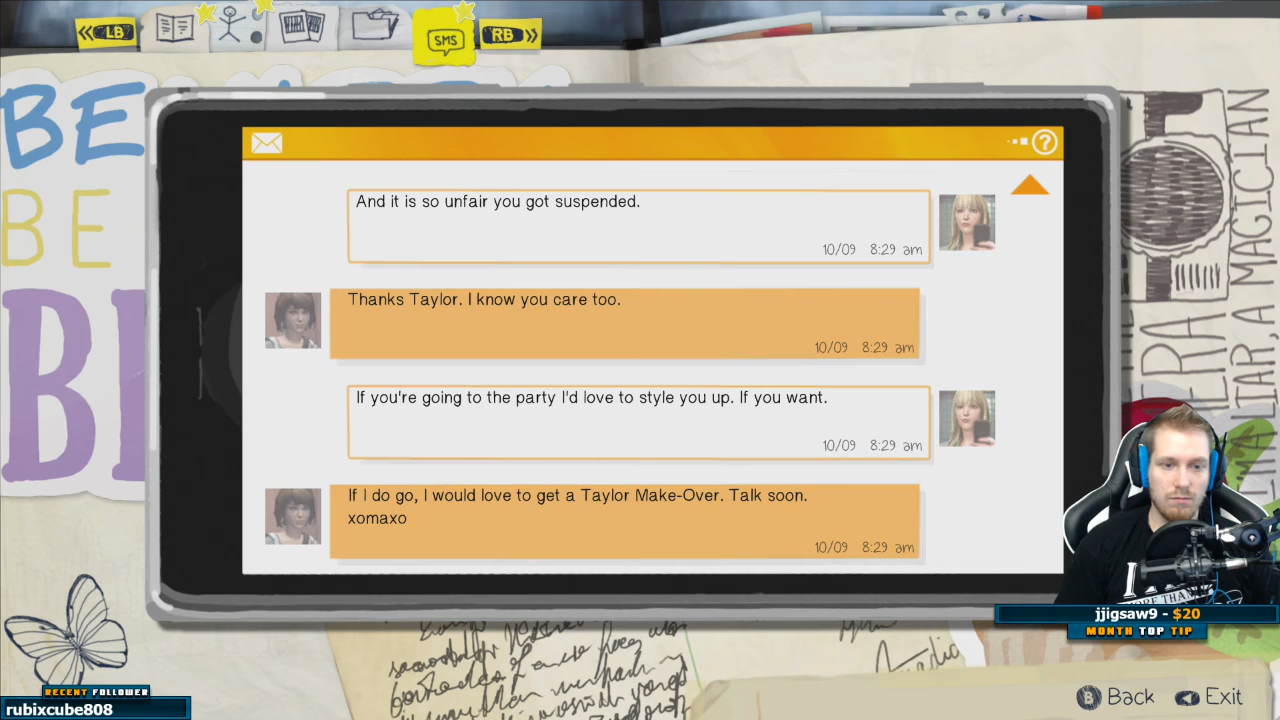 LB
SMS
RB
BE
BE
And it is so unfair you got suspended.
10/09 8:29 am
Thanks Taylor. I know you care too.
10/09 8:29 am
If you're going to the party I'd love to style you up. If you want.
10/09 8:29 am
If I do go, I would love to get a Taylor Make-Over. Talk soon.
xomaxo
10/09 8:29 am
jjigsaw9 - $20
MONTH TOP TIP
RECENT FOLLOWER
rubixcube808
Back
Exit